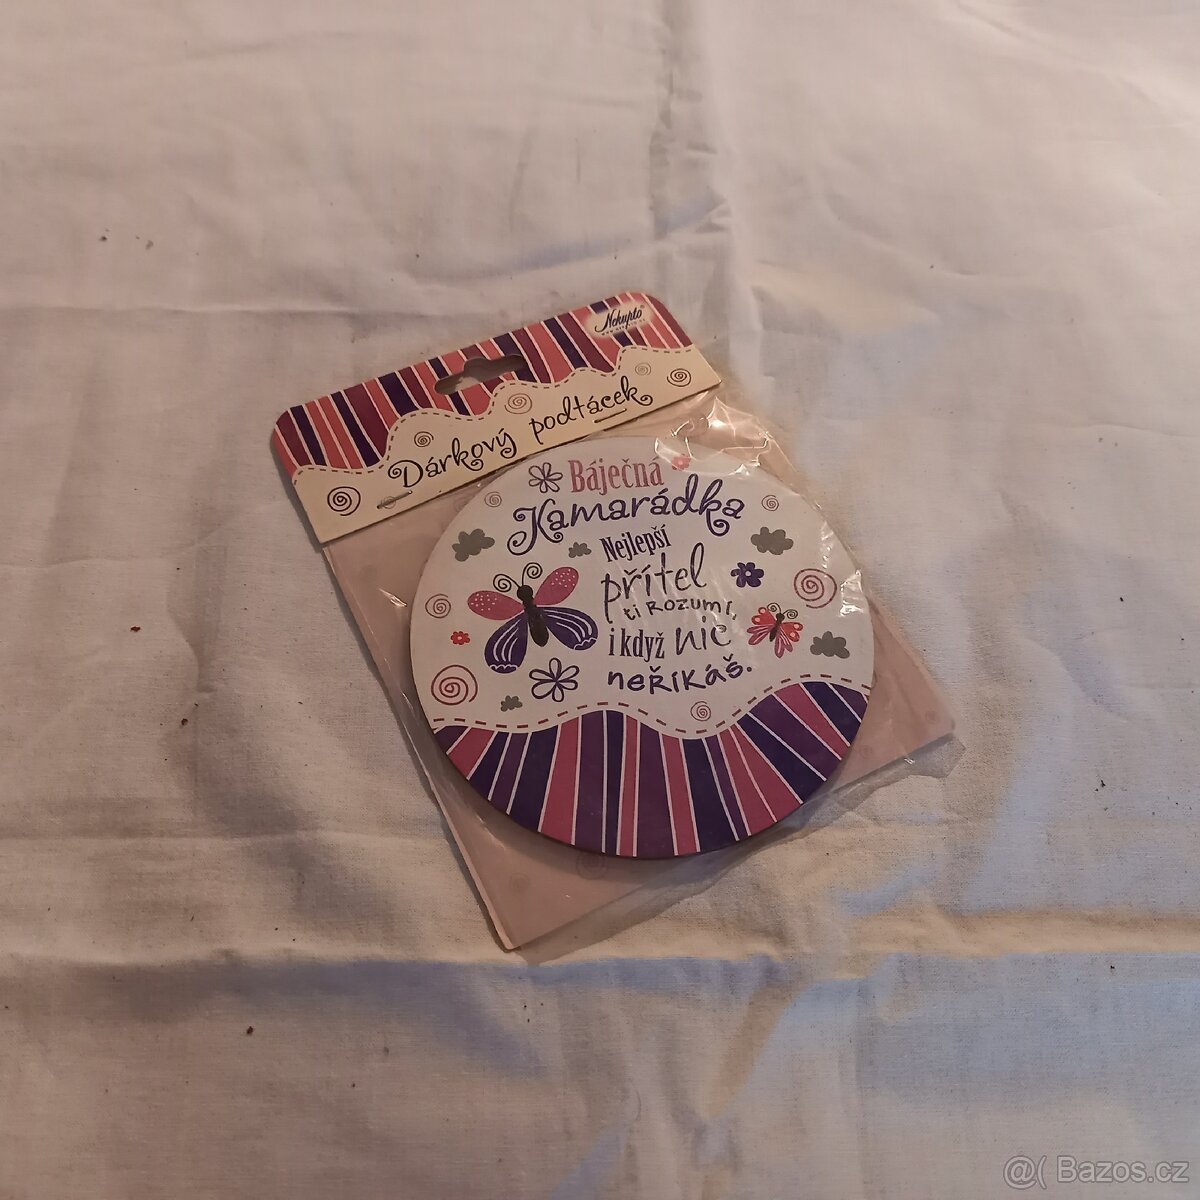 Nekupto
Dárkový podtácek
Báječná
Kamarádka
Nejlepší
přítel
ti ROZUMí,
i když nic
neříkáš.
@( Bazos.cz